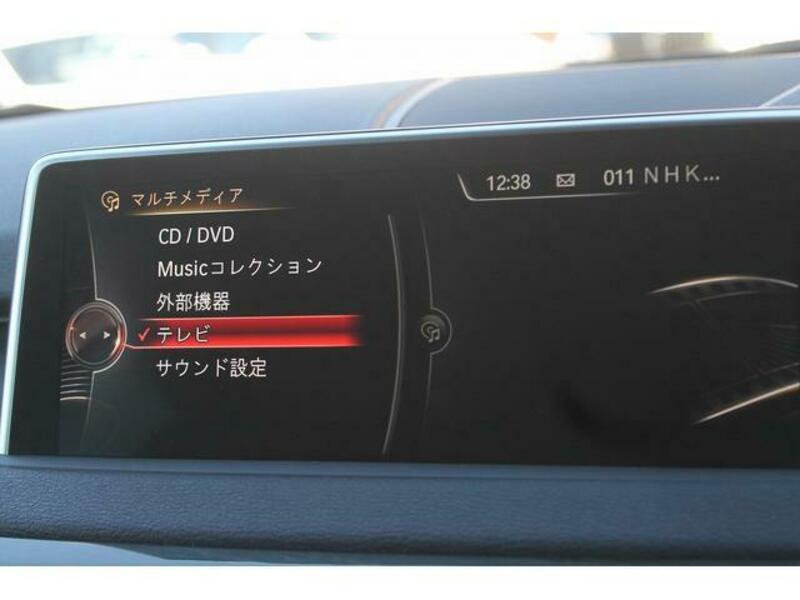 マルチメディア
12:38 011 NHK...
CD / DVD
Musicコレクション
外部機器
✓ テレビ
サウンド設定